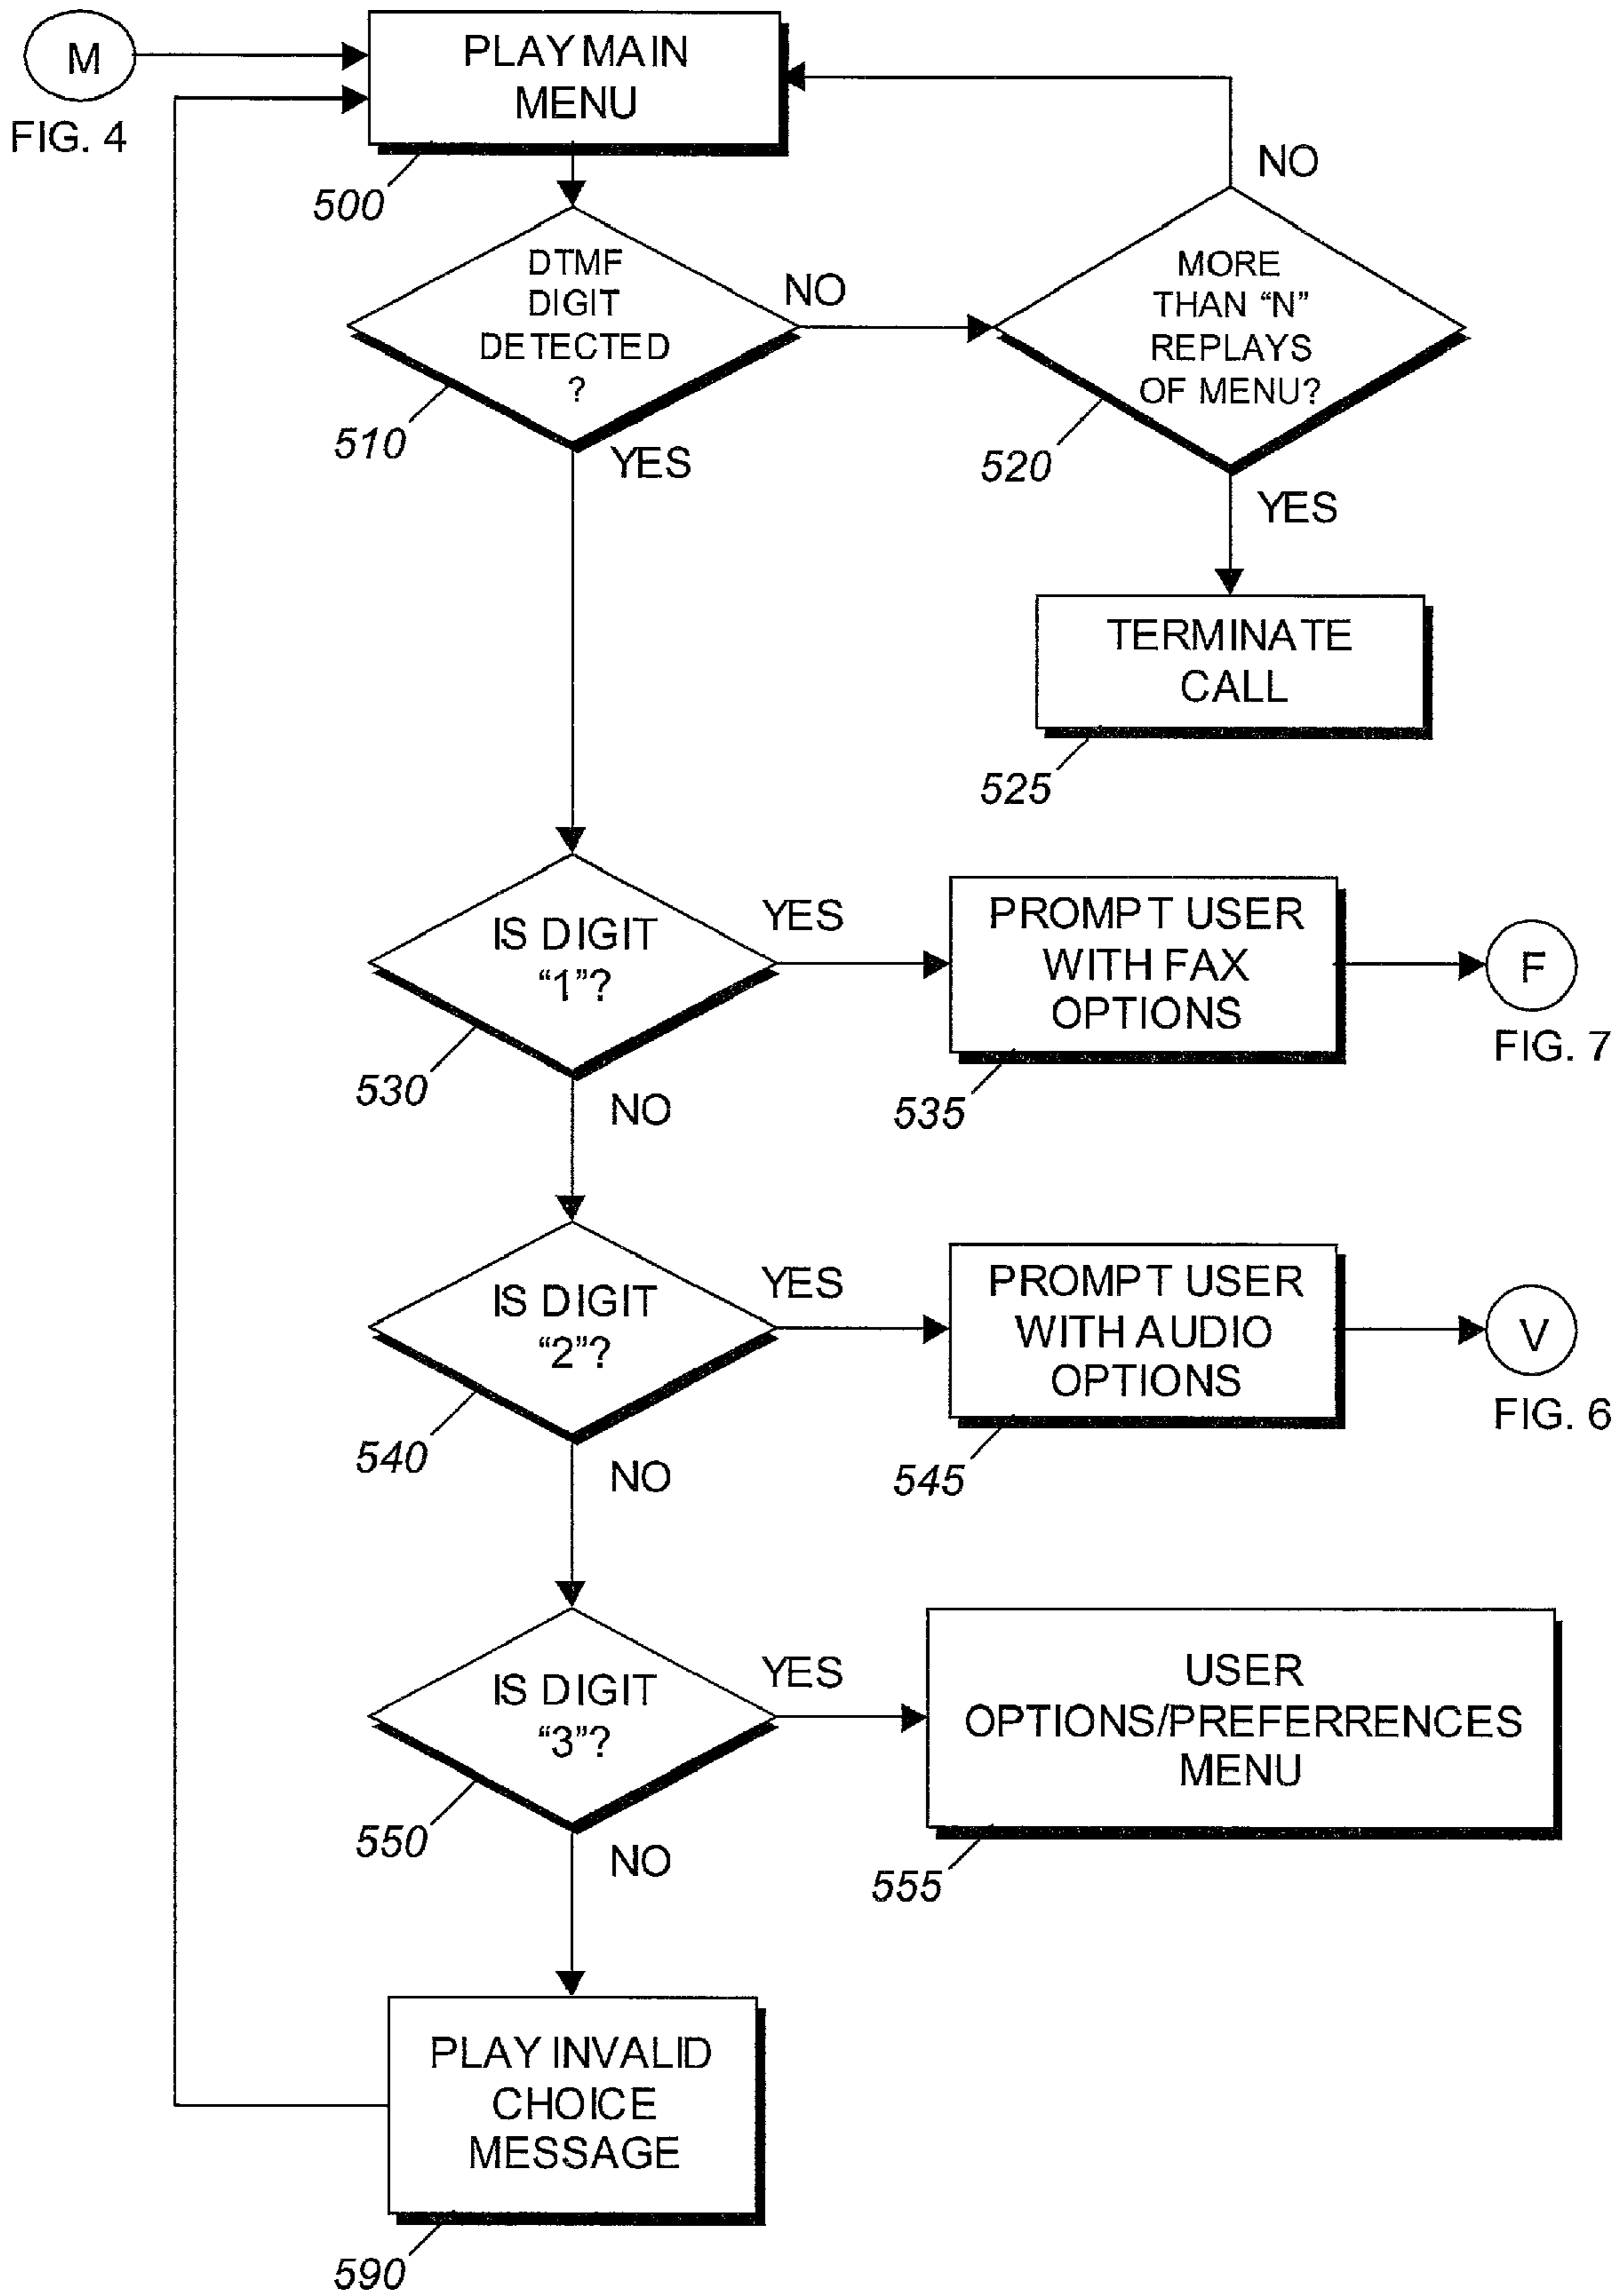 M
FIG. 4
PLAY MAIN
MENU
500
DTMF
DIGIT
DETECTED
?
510
NO
YES
MORE
THAN “N”
REPLAYS
OF MENU?
520
NO
YES
TERMINATE
CALL
525
IS DIGIT
“1”?
530
YES
NO
PROMPT USER
WITH FAX
OPTIONS
535
F
FIG. 7
IS DIGIT
“2”?
540
YES
NO
PROMPT USER
WITH AUDIO
OPTIONS
545
V
FIG. 6
IS DIGIT
“3”?
550
YES
NO
USER
OPTIONS/PREFERRENCES
MENU
555
PLAY INVALID
CHOICE
MESSAGE
590